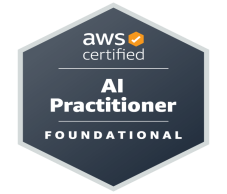 aws
certified
AI
Practitioner
FOUNDATIONAL